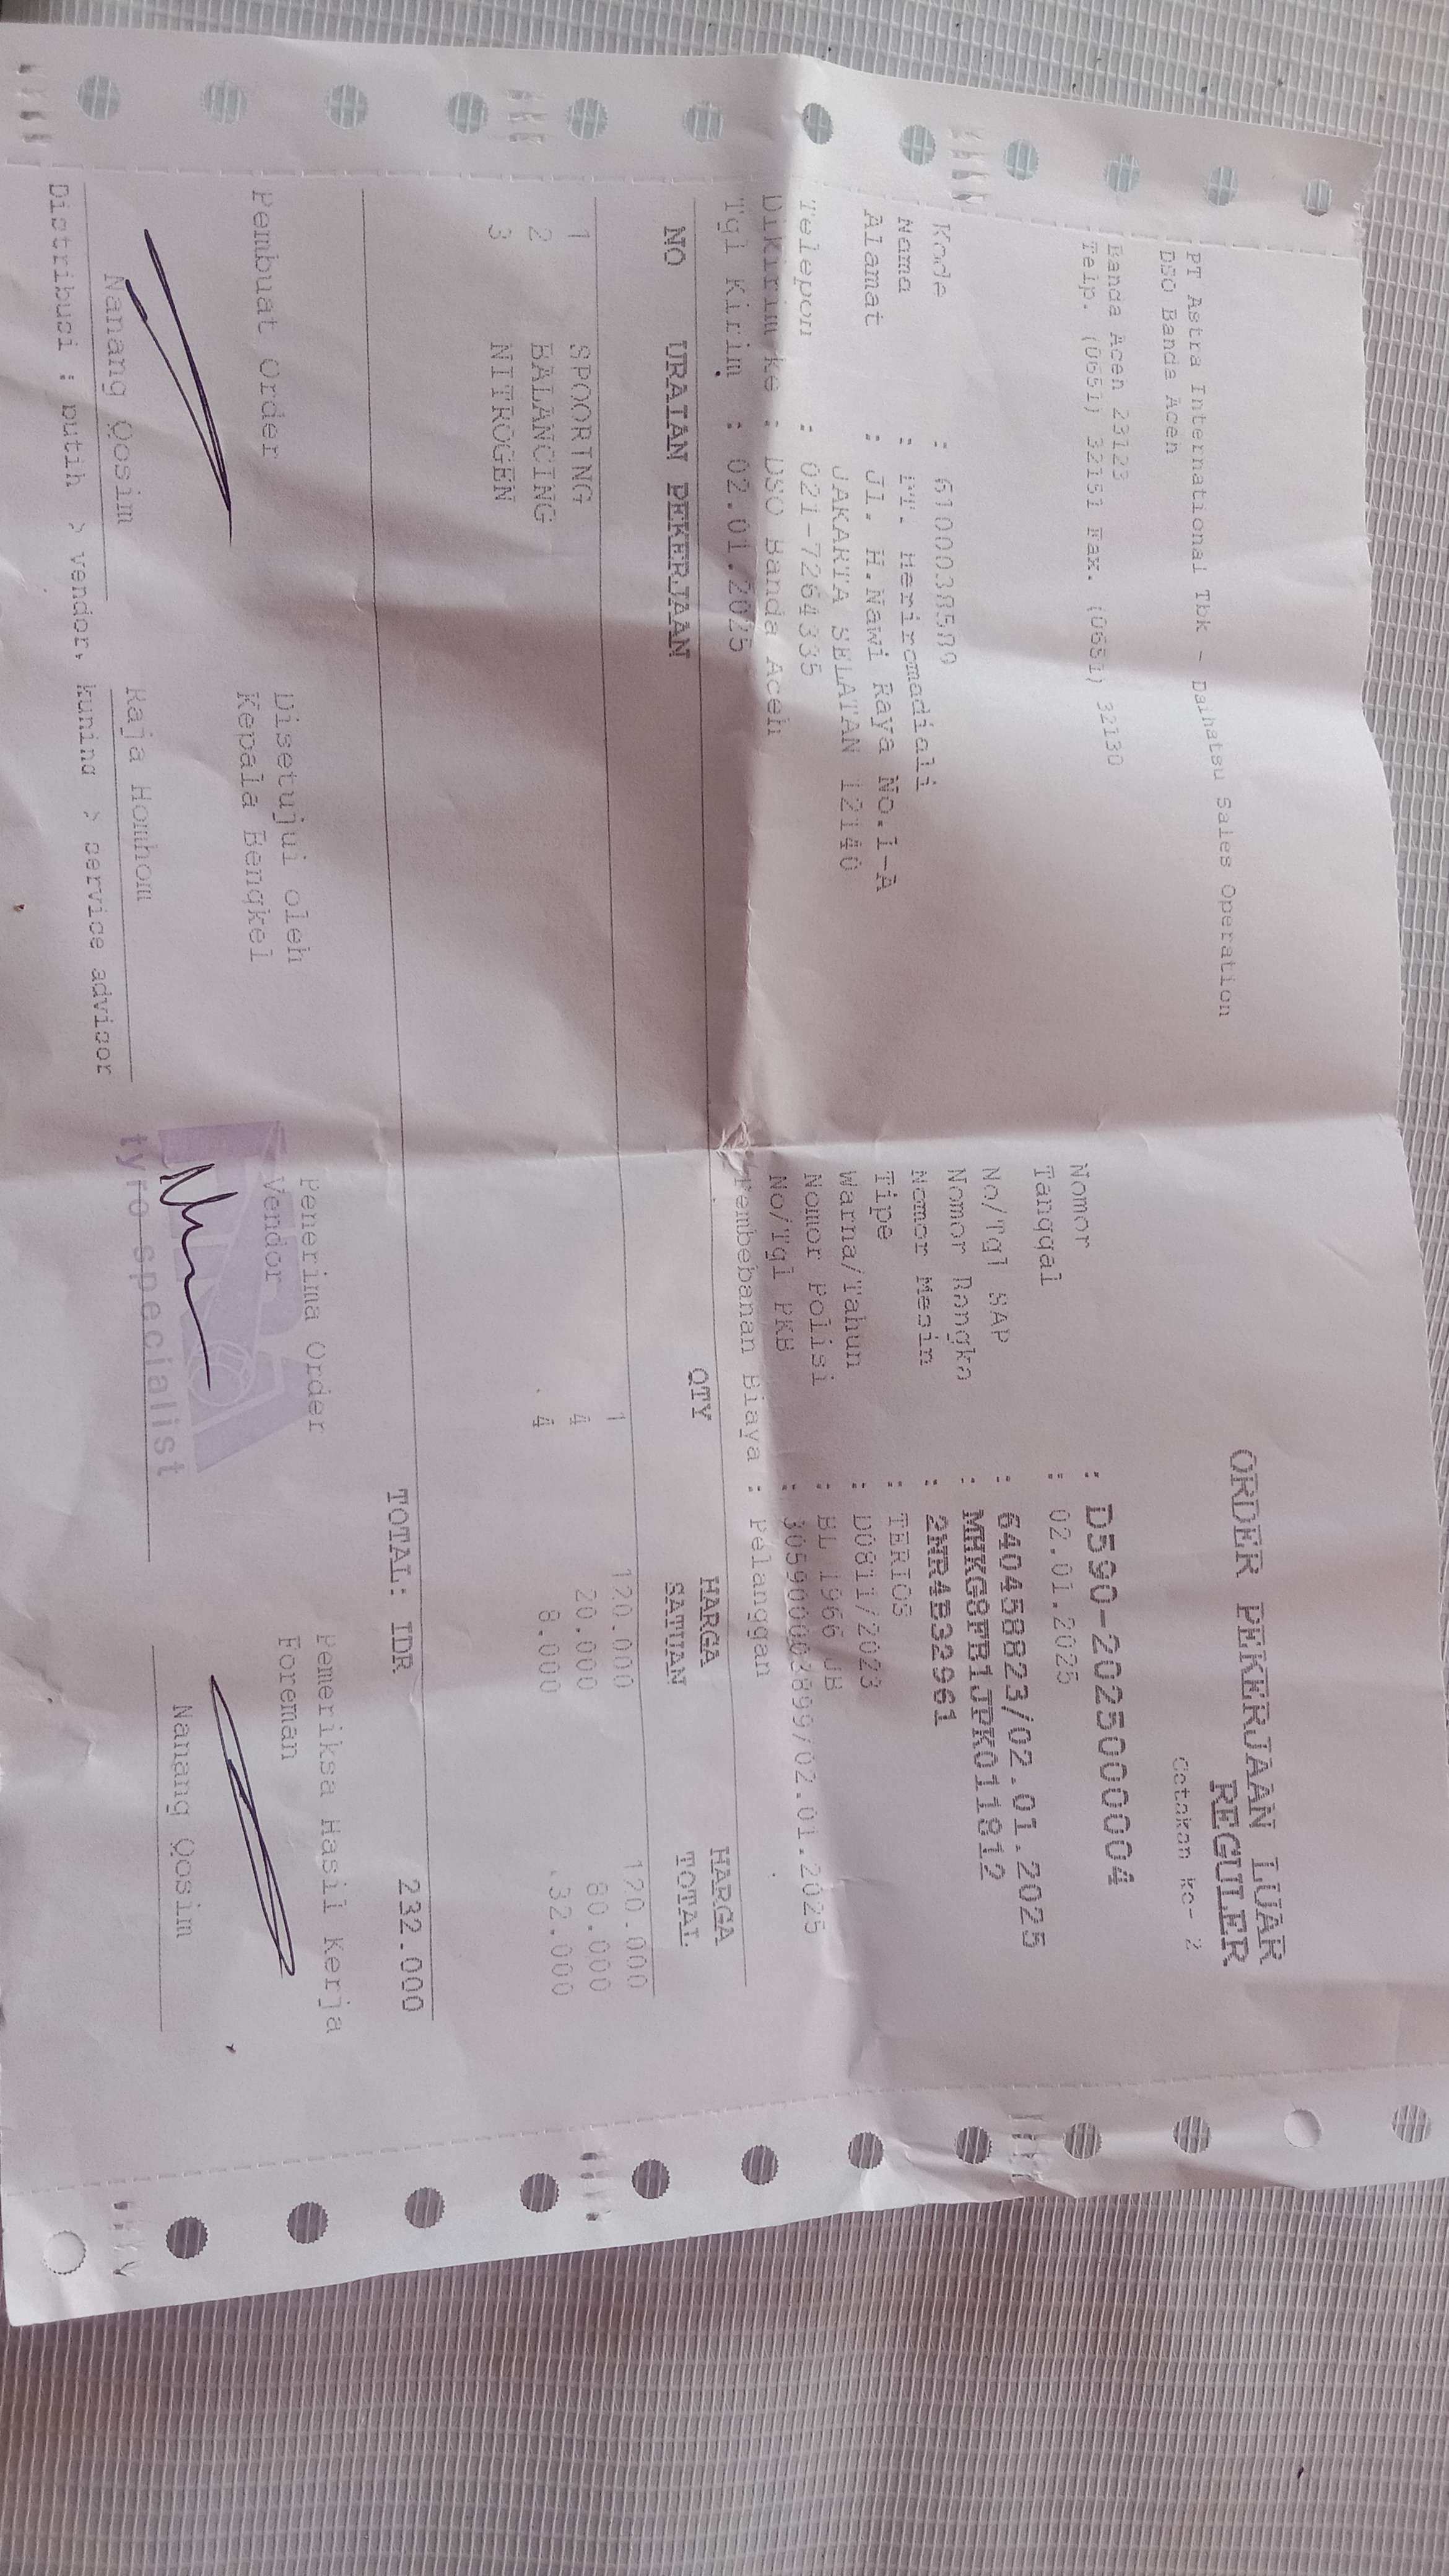 PT Astra International Tbk - Daihatsu Sales Operation
DSO Banda Aceh
Banda Aceh 23123
Telp. (0651) 32151 Fax. (0651) 32130
ORDER PEKERJAAN LUAR
REGULER
Cetakan ke- 2
Nomor : D590-2025000004
Tanggal : 02.01.2025
No/Tgl SAP : 64045823/02.01.2025
Nomor Rangka : MHKG8FB1JPK011812
Nomor Mesin : 2NR4B32961
Tipe : TERIOS
Warna/Tahun : D0811/2023
Nomor Polisi : BL 1966 JB
No/Tgl PKB : /02.01.2025
Pembebanan Biaya : Pelanggan
Kode : 6100038589
Nama : PT. Heriromadiali
Alamat : Jl. H.Nawi Raya No.1-A
JAKARTA SELATAN 12140
Telepon : 021-7264335
Dikirim ke : DSO Banda Aceh
Tgl Kirim : 02.01.2025
NO URAIAN PEKERJAAN QTY HARGA SATUAN HARGA TOTAL
1 SPOORING 1 120.000 120.000
2 BALANCING 4 20.000 80.000
3 NITROGEN 4 8.000 32.000
TOTAL: IDR 232.000
Pembuat Order
Disetujui oleh
Kepala Bengkel
Penerima Order
Vendor
Pemeriksa Hasil Kerja
Foreman
tyre specialist
Nanang Qosim
Raja Homhom
Nanang Qosim
Distribusi : putih > vendor, kuning > service advisor